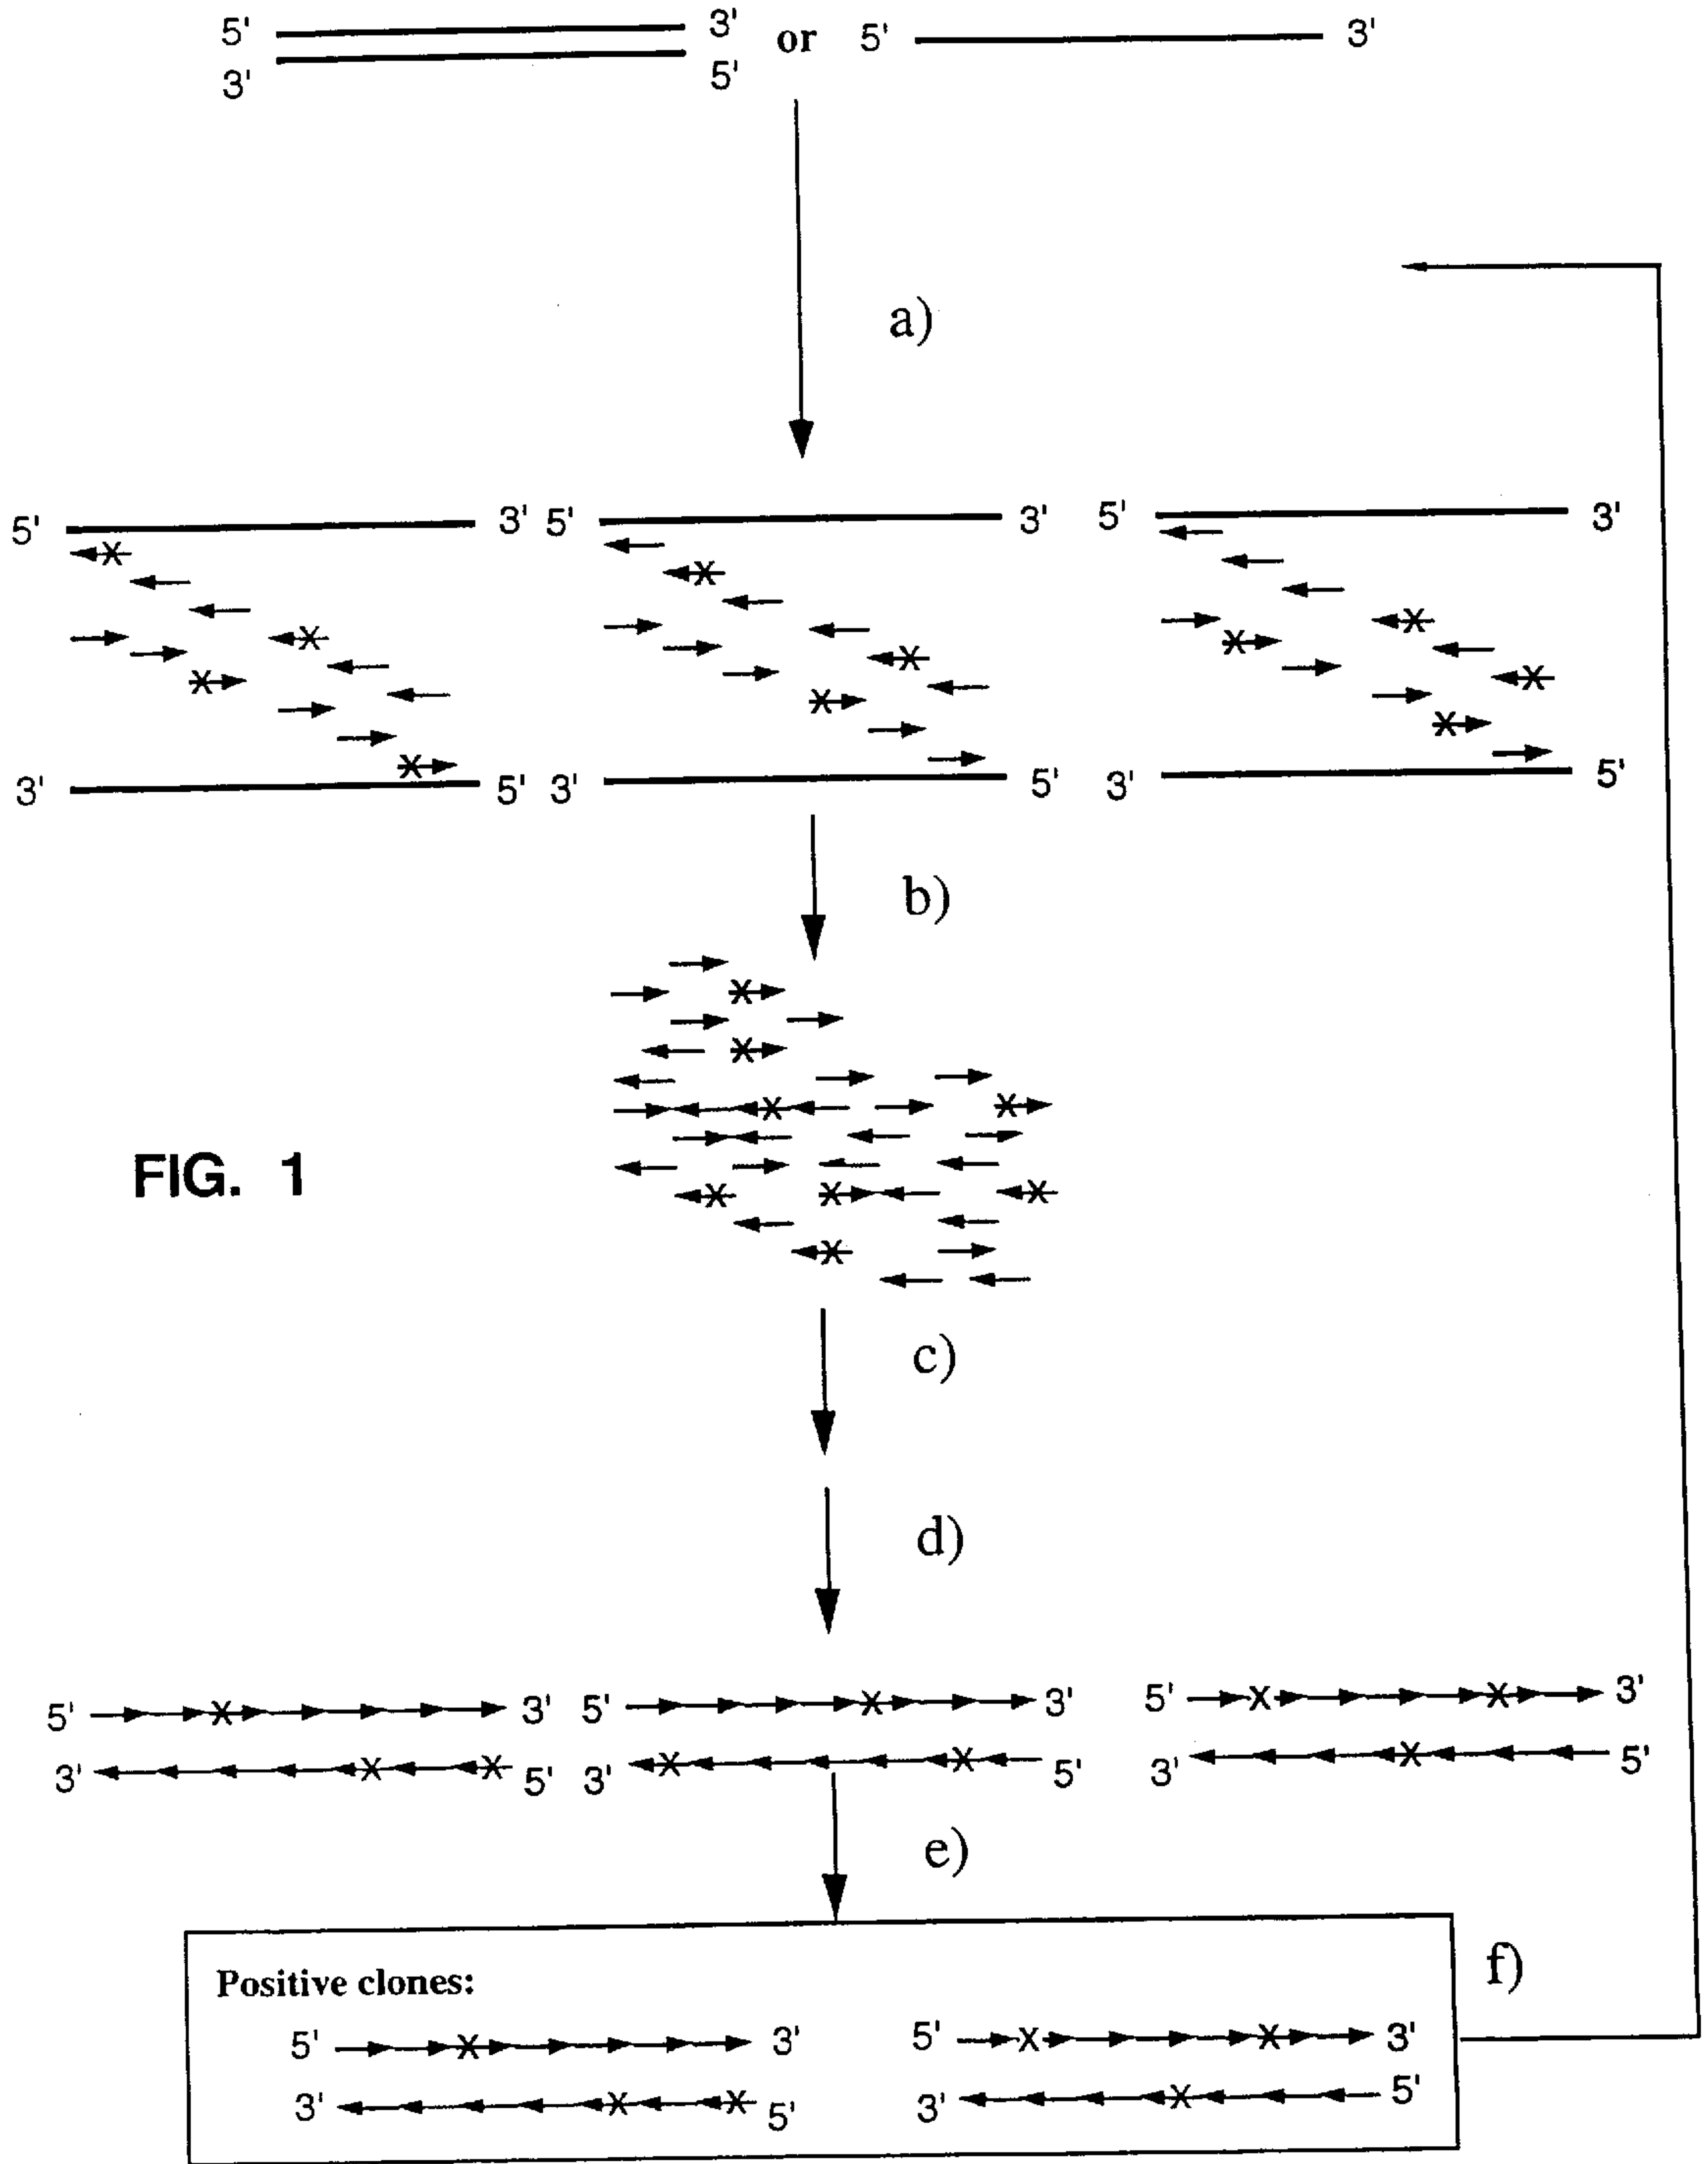 5' 3' or 5' 3'
3' 5'
a)
5' 3' 5' 3' 5' 3'
X X
X X
X X
X X
X X
X
3' 5' 3' 5' 3' 5'
b)
X
X
X X
FIG. 1
X X X
X
c)
d)
5' X 3' 5' X 3' 5' X X 3'
3' X X 5' 3' X X 5' 3' X 5'
e)
f)
Positive clones:
5' X 3' 5' X X 3'
3' X X 5' 3' X 5'